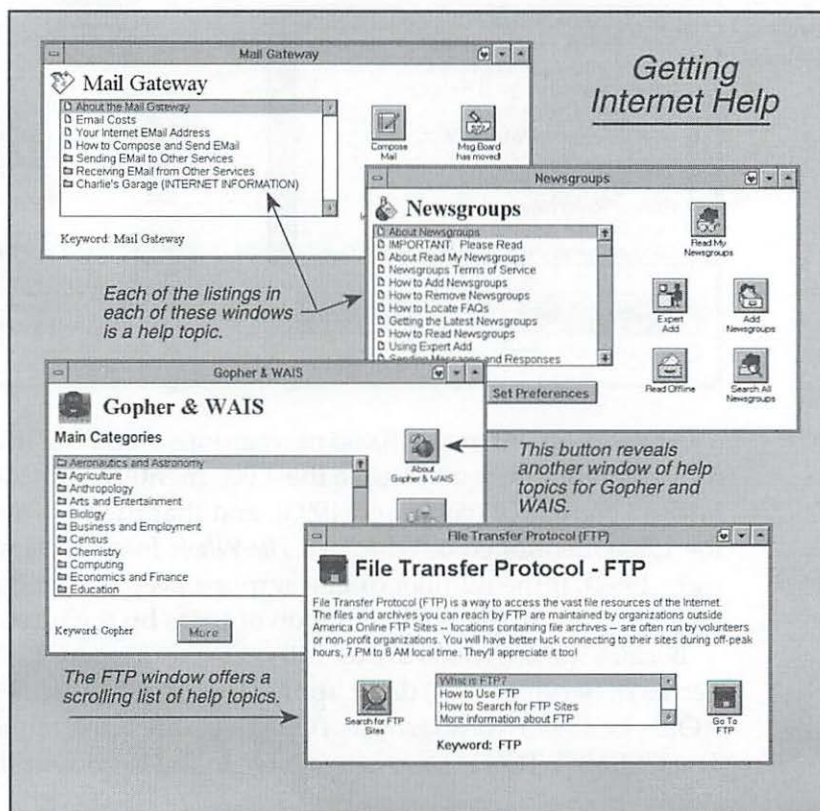 Getting
Internet Help
Mail Gateway
Mail Gateway
About the Mail Gateway
Email Costs
Your Internet EMail Address
How to Compose and Send EMail
Sending EMail to Other Services
Receiving EMail from Other Services
Charlie's Garage (INTERNET INFORMATION)
Compose
Mail
Msg Board
has moved!
Keyword: Mail Gateway
Newsgroups
Newsgroups
About Newsgroups
IMPORTANT: Please Read
About Read My Newsgroups
Newsgroups Terms of Service
How to Add Newsgroups
How to Remove Newsgroups
How to Locate FAQs
Getting the Latest Newsgroups
How to Read Newsgroups
Using Expert Add
Sending Messages and Responses
Read My
Newsgroups
Expert
Add
Add
Newsgroups
Read Offline
Search All
Newsgroups
Set Preferences
Each of the listings in
each of these windows
is a help topic.
Gopher & WAIS
Gopher & WAIS
Main Categories
Aeronautics and Astronomy
Agriculture
Anthropology
Arts and Entertainment
Biology
Business and Employment
Census
Chemistry
Computing
Economics and Finance
Education
About
Gopher & WAIS
Keyword: Gopher
More
This button reveals
another window of help
topics for Gopher and
WAIS.
File Transfer Protocol (FTP)
File Transfer Protocol - FTP
File Transfer Protocol (FTP) is a way to access the vast file resources of the Internet.
The files and archives you can reach by FTP are maintained by organizations outside
America Online FTP Sites -- locations containing file archives -- are often run by volunteers
or non-profit organizations. You will have better luck connecting to their sites during off-peak
hours, 7 PM to 8 AM local time. They'll appreciate it too!
What is FTP?
How to Use FTP
How to Search for FTP Sites
More information about FTP
Search for FTP
Sites
Go To
FTP
Keyword: FTP
The FTP window offers a
scrolling list of help topics.